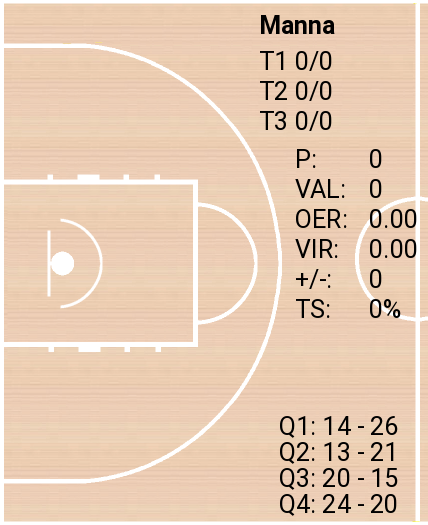 Manna
T1 0/0
T2 0/0
T3 0/0
P: 0
VAL: 0
OER: 0.00
VIR: 0.00
+/-: 0
TS: 0%
Q1: 14 - 26
Q2: 13 - 21
Q3: 20 - 15
Q4: 24 - 20